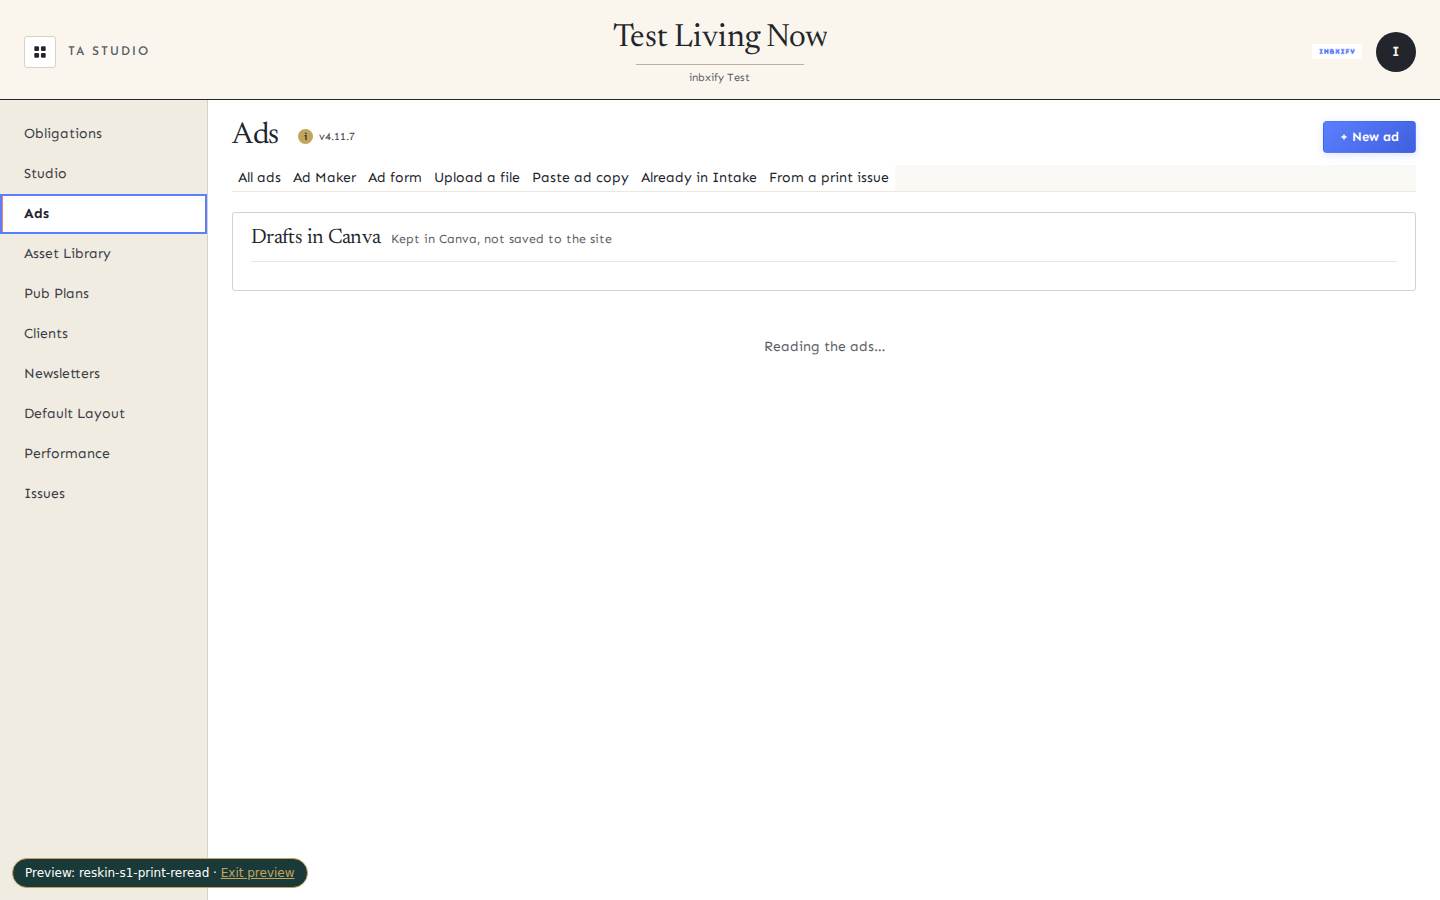 TA STUDIO
Test Living Now
inbxify Test
INBXIFY
I
Obligations
Studio
Ads
Asset Library
Pub Plans
Clients
Newsletters
Default Layout
Performance
Issues
Ads i v4.11.7
+ New ad
All ads Ad Maker Ad form Upload a file Paste ad copy Already in Intake From a print issue
Drafts in Canva Kept in Canva, not saved to the site
Reading the ads...
Preview: reskin-s1-print-reread · Exit preview